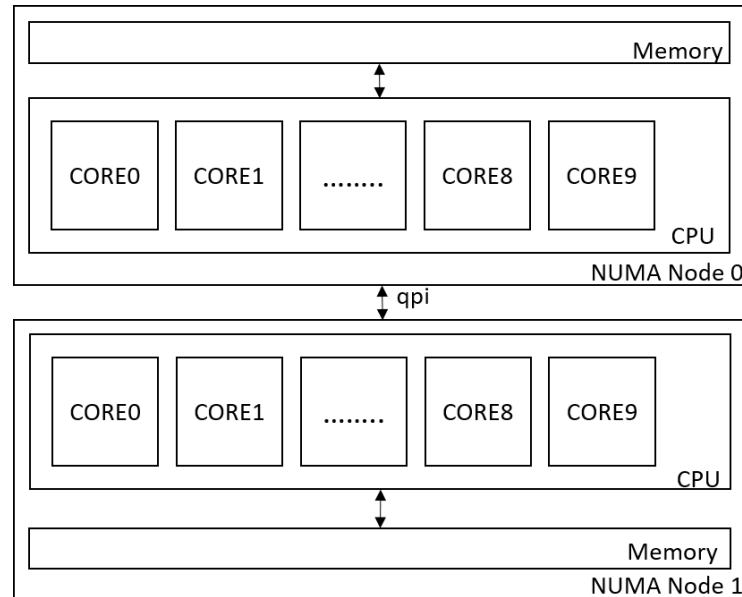 Memory
CORE0 CORE1 ........ CORE8 CORE9
CPU
NUMA Node 0
qpi
CORE0 CORE1 ........ CORE8 CORE9
CPU
Memory
NUMA Node 1